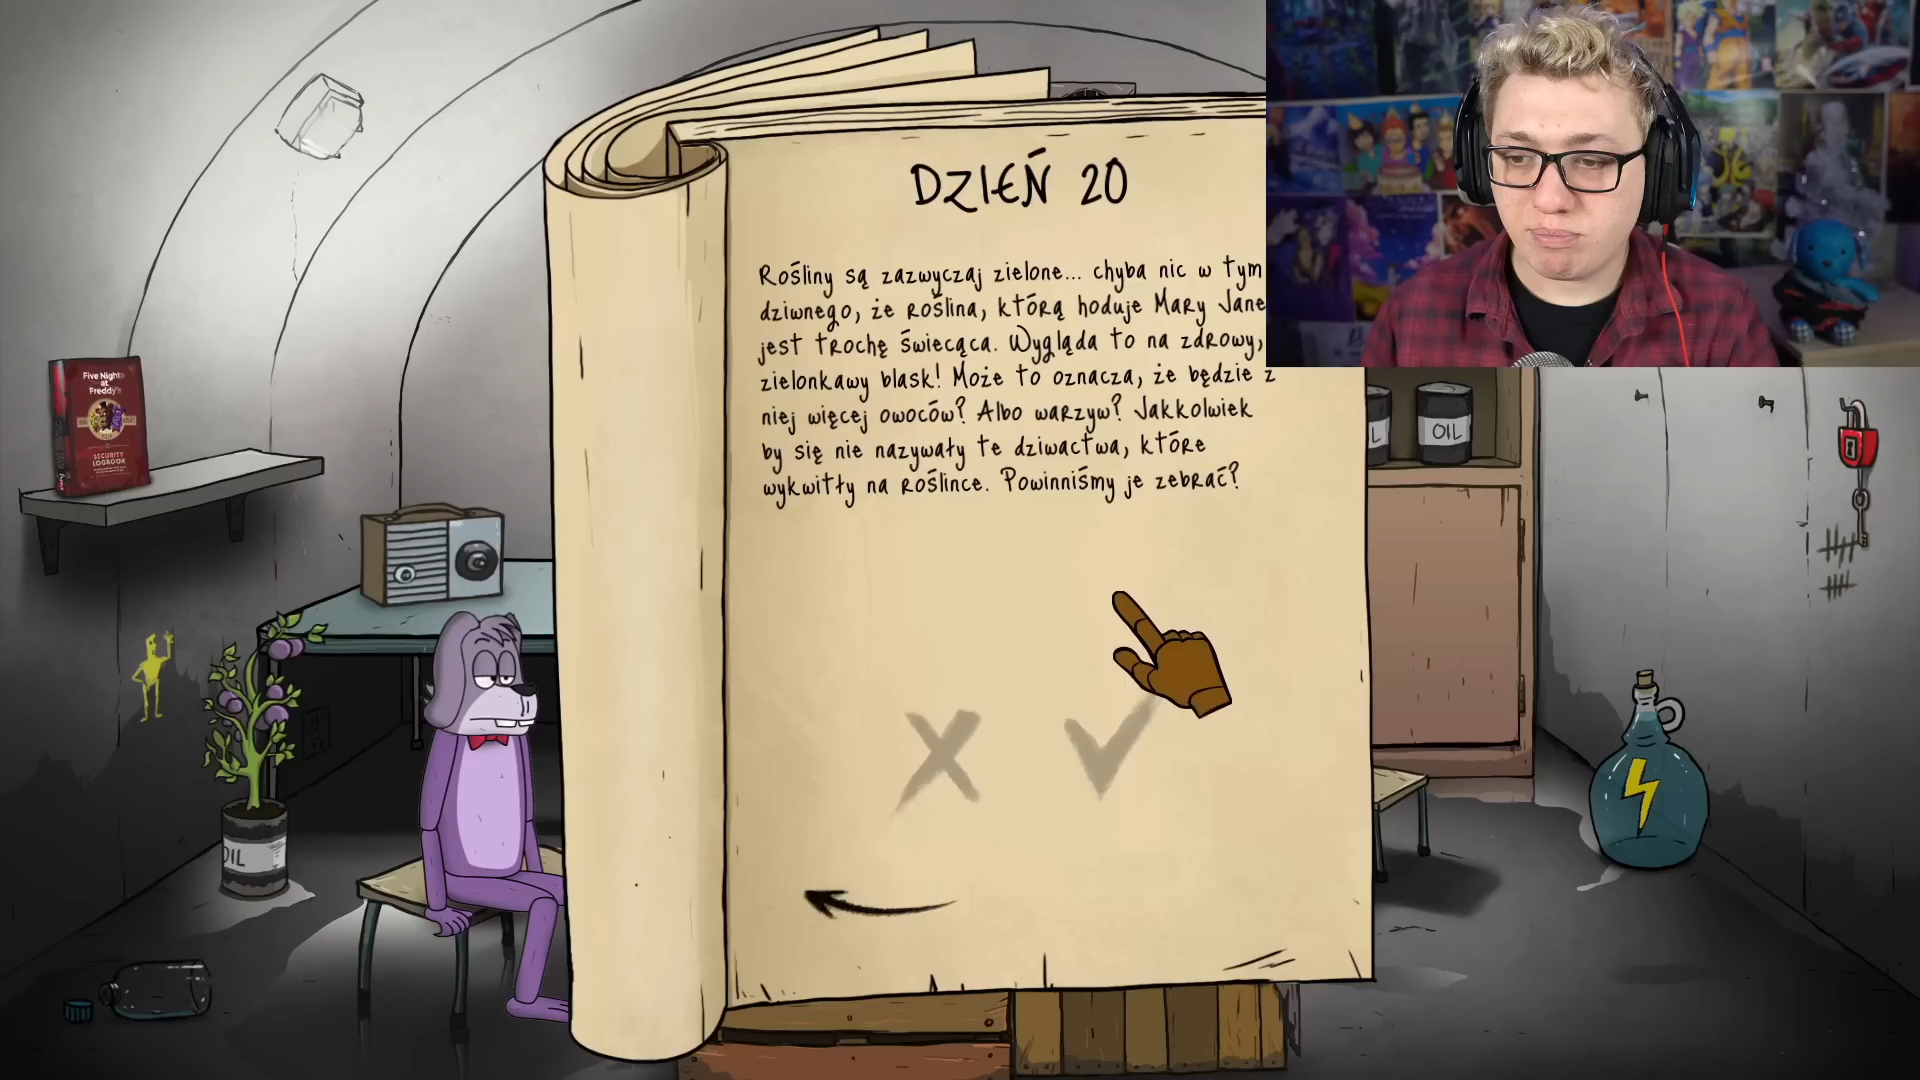 DZIEŃ 20
Rośliny są zazwyczaj zielone... chyba nic w tym
dziwnego, że roślina, którą hoduje Mary Jane
jest trochę świecąca. Wygląda to na zdrowy,
zielonkawy blask! Może to oznacza, że będzie z
niej więcej owoców? Albo warzyw? Jakkolwiek
by się nie nazywały te dziwactwa, które
wykwitły na roślince. Powinniśmy je zebrać?
Five Nights
at
Freddy's
SECURITY
LOGBOOK
OIL
OIL